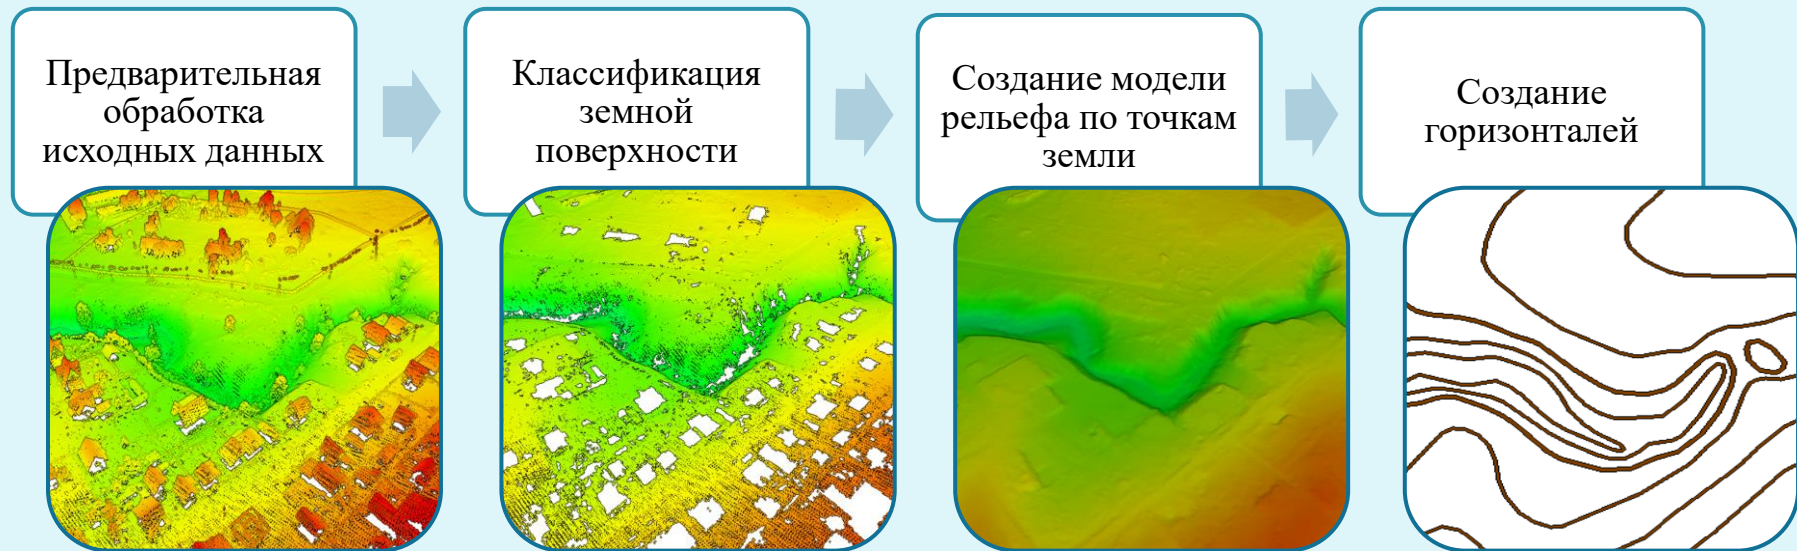 Предварительная
обработка
исходных данных
Классификация
земной
поверхности
Создание модели
рельефа по точкам
земли
Создание
горизонталей